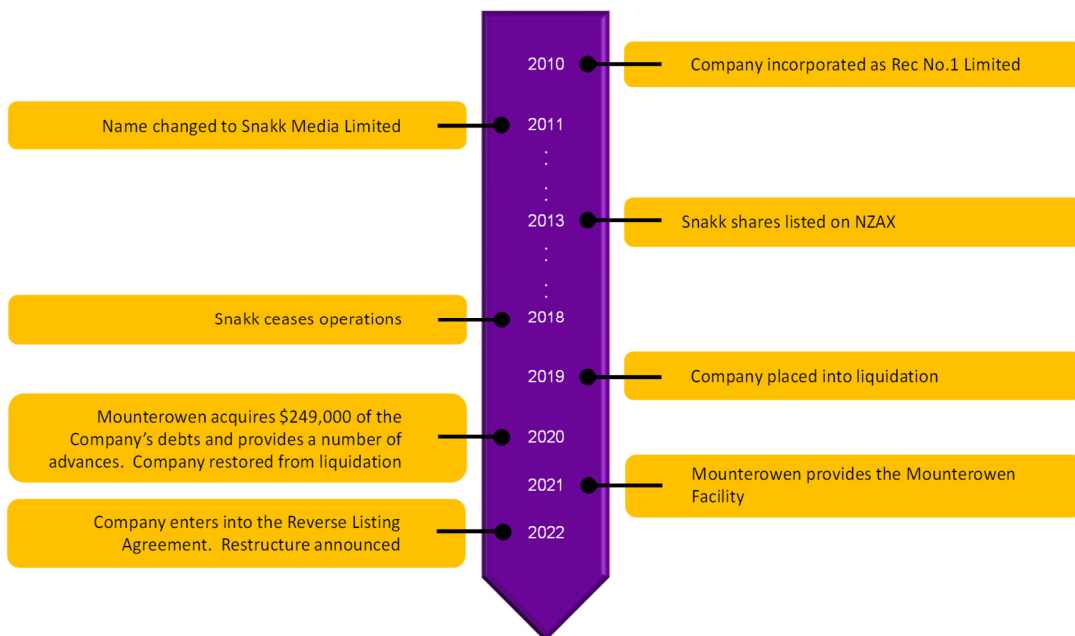 2010
Company incorporated as Rec No.1 Limited
Name changed to Snakk Media Limited
2011
2013
Snakk shares listed on NZAX
Snakk ceases operations
2018
2019
Company placed into liquidation
Mounterowen acquires $249,000 of the
Company’s debts and provides a number of
advances.  Company restored from liquidation
2020
2021
Mounterowen provides the Mounterowen
Facility
Company enters into the Reverse Listing
Agreement.  Restructure announced
2022